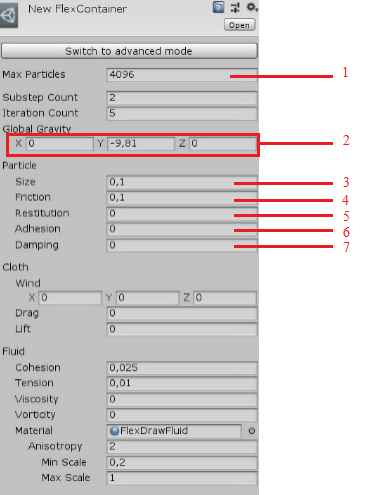 New FlexContainer
Open
Switch to advanced mode
Max Particles 4096 1
Substep Count 2
Iteration Count 5
Global Gravity
X 0 Y -9,81 Z 0 2
Particle
Size 0,1 3
Friction 0,1 4
Restitution 0 5
Adhesion 0 6
Damping 0 7
Cloth
Wind
X 0 Y 0 Z 0
Drag 0
Lift 0
Fluid
Cohesion 0,025
Tension 0,01
Viscosity 0
Vorticity 0
Material FlexDrawFluid
Anisotropy 2
Min Scale 0,2
Max Scale 1